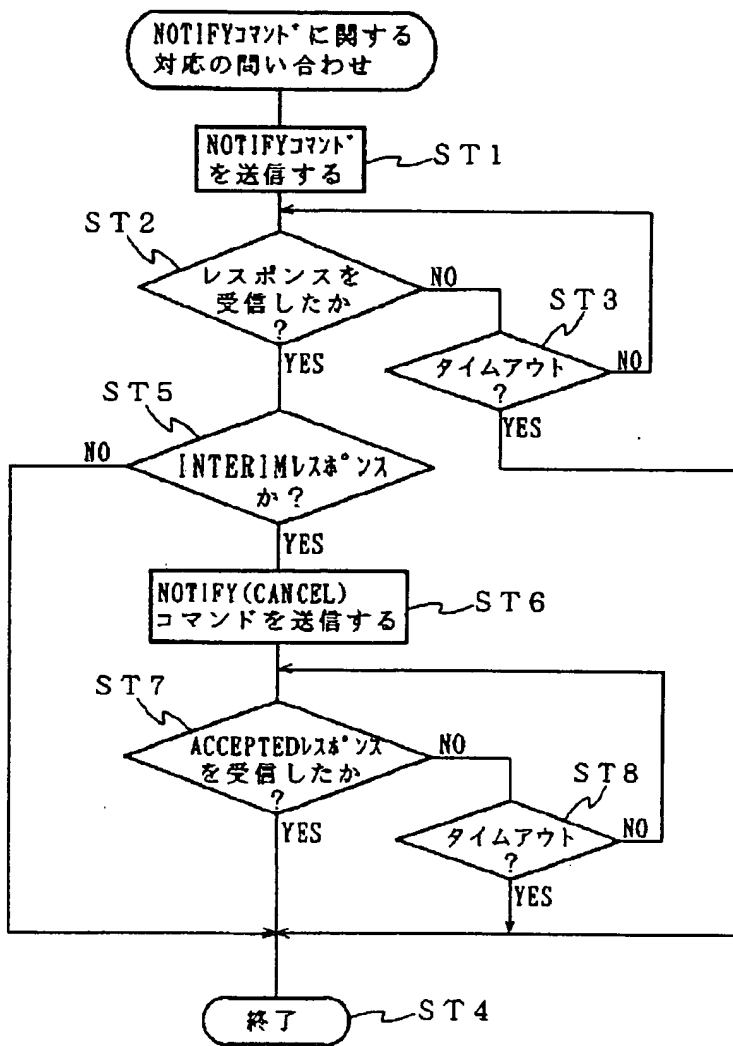 NOTIFYコマンドに関する
対応の問い合わせ
NOTIFYコマンド
を送信する
ST1
ST2
レスポンスを
受信したか
?
NO
YES
ST3
タイムアウト
?
NO
YES
ST5
NO
INTERIMレスポンス
か?
YES
NOTIFY(CANCEL)
コマンドを送信する
ST6
ST7
ACCEPTEDレスポンス
を受信したか
?
NO
YES
ST8
タイムアウト
?
NO
YES
終了
ST4